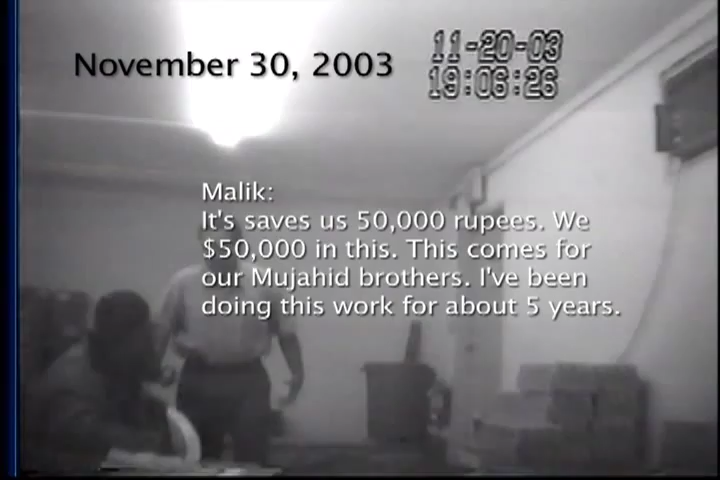 November 30, 2003
11-20-03
19:06:26
Malik:
It's saves us 50,000 rupees. We
$50,000 in this. This comes for
our Mujahid brothers. I've been
doing this work for about 5 years.